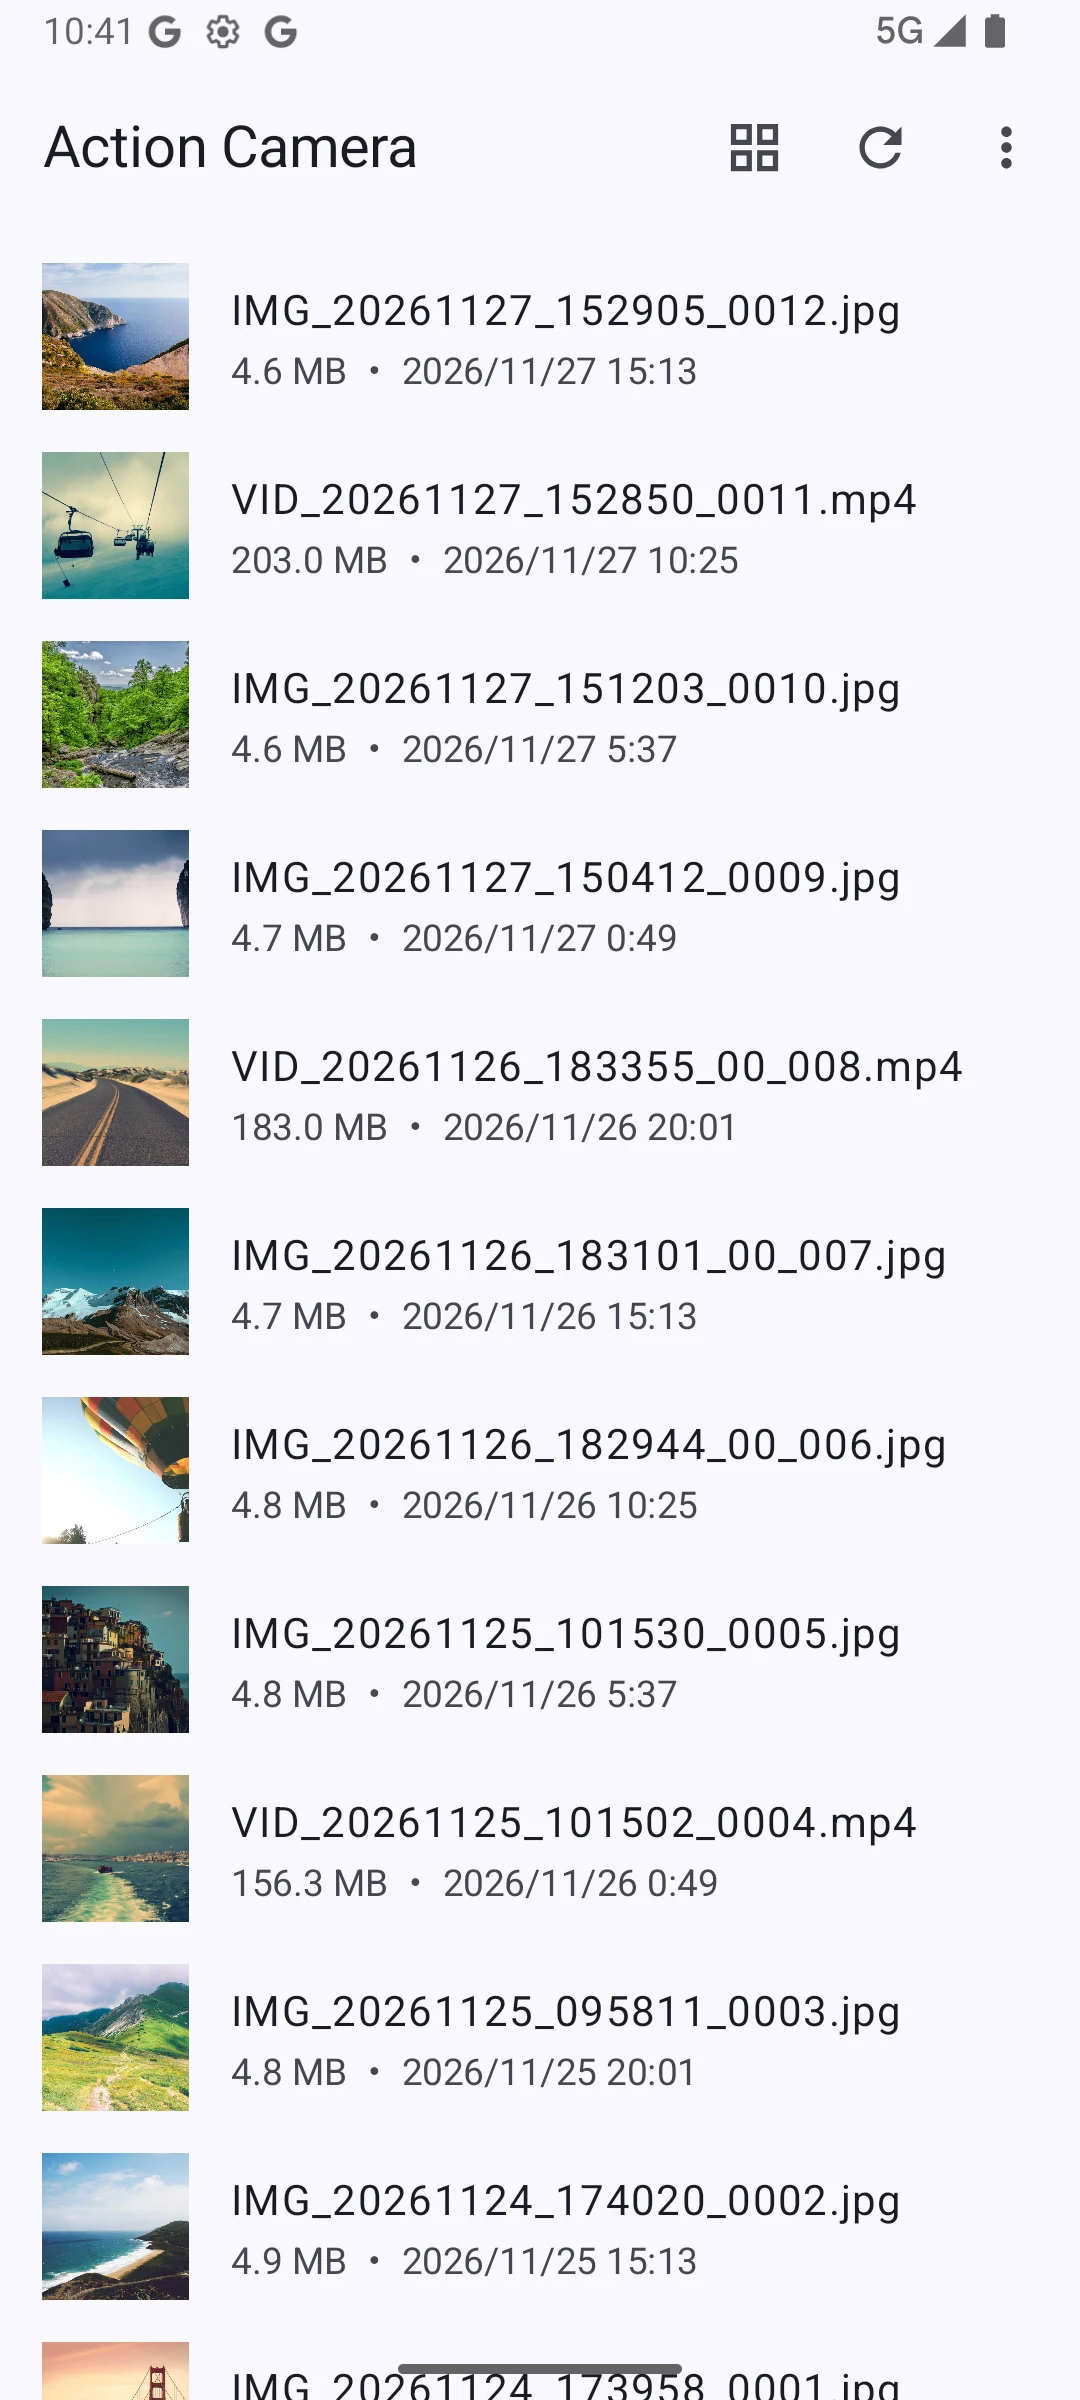 10:41
5G
Action Camera
IMG_20261127_152905_0012.jpg
4.6 MB • 2026/11/27 15:13
VID_20261127_152850_0011.mp4
203.0 MB • 2026/11/27 10:25
IMG_20261127_151203_0010.jpg
4.6 MB • 2026/11/27 5:37
IMG_20261127_150412_0009.jpg
4.7 MB • 2026/11/27 0:49
VID_20261126_183355_00_008.mp4
183.0 MB • 2026/11/26 20:01
IMG_20261126_183101_00_007.jpg
4.7 MB • 2026/11/26 15:13
IMG_20261126_182944_00_006.jpg
4.8 MB • 2026/11/26 10:25
IMG_20261125_101530_0005.jpg
4.8 MB • 2026/11/26 5:37
VID_20261125_101502_0004.mp4
156.3 MB • 2026/11/26 0:49
IMG_20261125_095811_0003.jpg
4.8 MB • 2026/11/25 20:01
IMG_20261124_174020_0002.jpg
4.9 MB • 2026/11/25 15:13
IMG_20261124_173958_0001.jpg